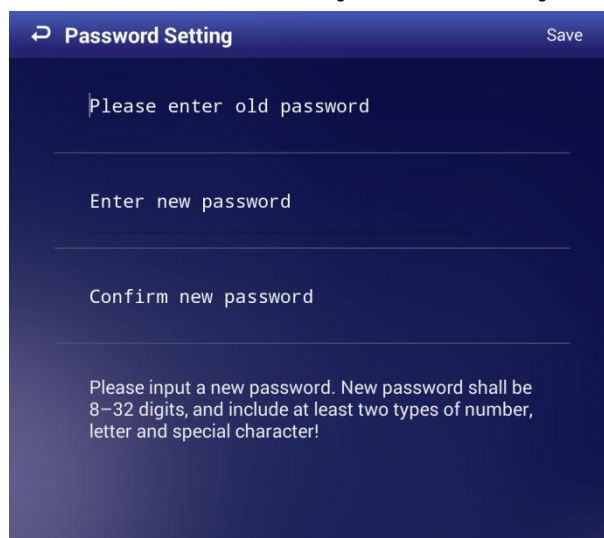 Password Setting
Save
Please enter old password
Enter new password
Confirm new password
Please input a new password. New password shall be
8–32 digits, and include at least two types of number,
letter and special character!